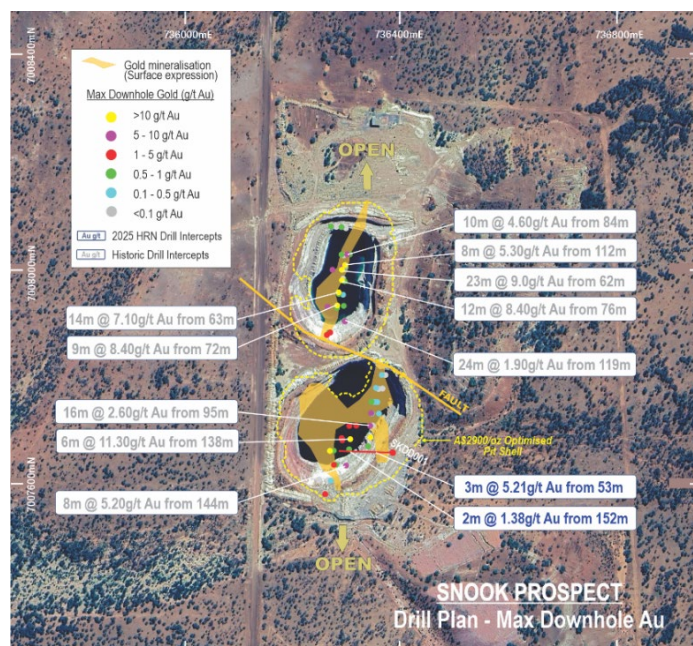 736000mE
736400mE
736800mE
7008400mN
7008000mN
7007600mN
Gold mineralisation
(Surface expression)
Max Downhole Gold (g/t Au)
>10 g/t Au
5 - 10 g/t Au
1 - 5 g/t Au
0.5 - 1 g/t Au
0.1 - 0.5 g/t Au
<0.1 g/t Au
Au g/t 2025 HRN Drill Intercepts
Au g/t Historic Drill Intercepts
OPEN
10m @ 4.60g/t Au from 84m
8m @ 5.30g/t Au from 112m
23m @ 9.0g/t Au from 62m
12m @ 8.40g/t Au from 76m
14m @ 7.10g/t Au from 63m
9m @ 8.40g/t Au from 72m
24m @ 1.90g/t Au from 119m
FAULT
16m @ 2.60g/t Au from 95m
6m @ 11.30g/t Au from 138m
A$2900/oz Optimised
Pit Shell
SKD0001
3m @ 5.21g/t Au from 53m
8m @ 5.20g/t Au from 144m
2m @ 1.38g/t Au from 152m
OPEN
SNOOK PROSPECT
Drill Plan - Max Downhole Au